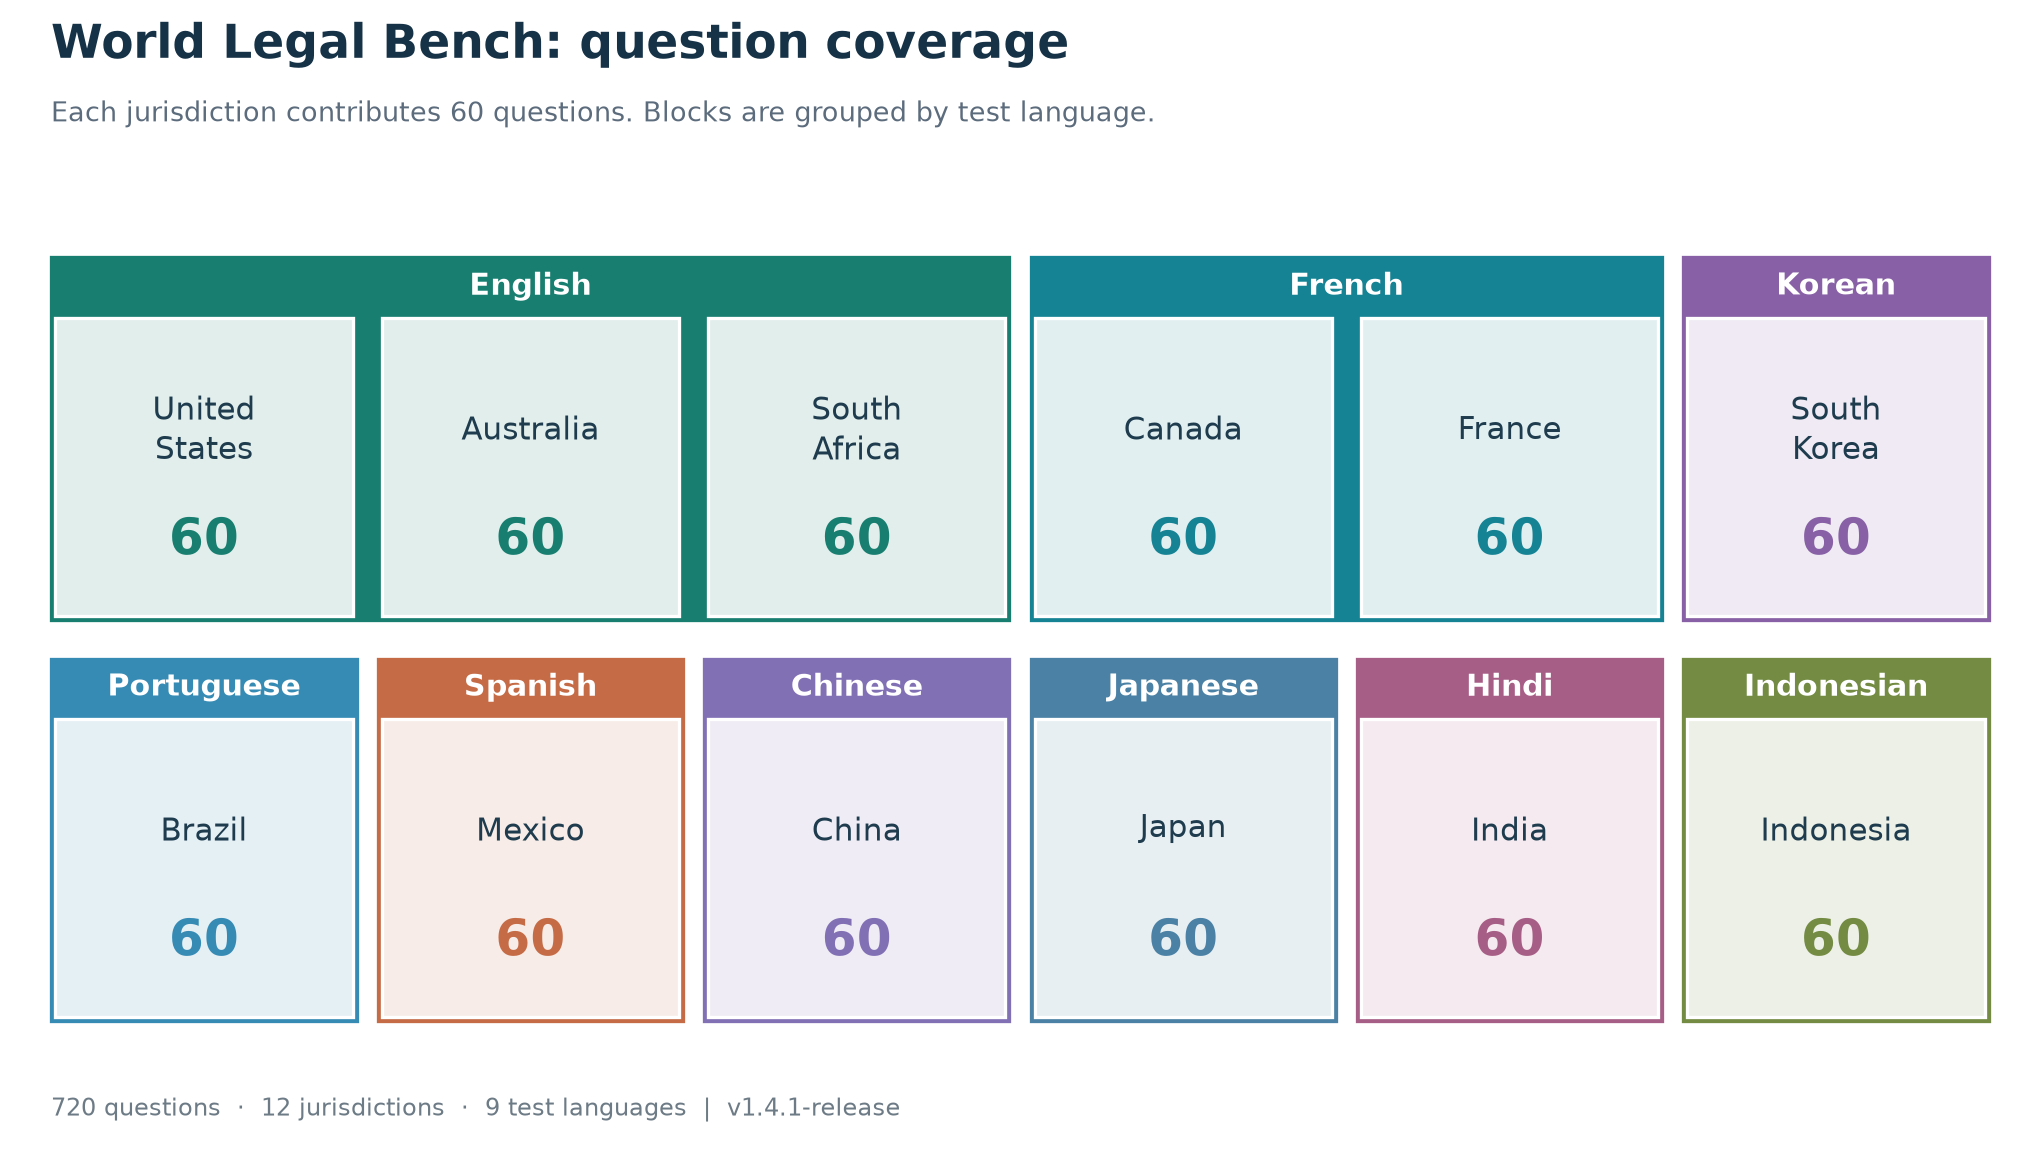 World Legal Bench: question coverage
Each jurisdiction contributes 60 questions. Blocks are grouped by test language.
English
United
States
60
Australia
60
South
Africa
60
French
Canada
60
France
60
Korean
South
Korea
60
Portuguese
Brazil
60
Spanish
Mexico
60
Chinese
China
60
Japanese
Japan
60
Hindi
India
60
Indonesian
Indonesia
60
720 questions · 12 jurisdictions · 9 test languages | v1.4.1-release